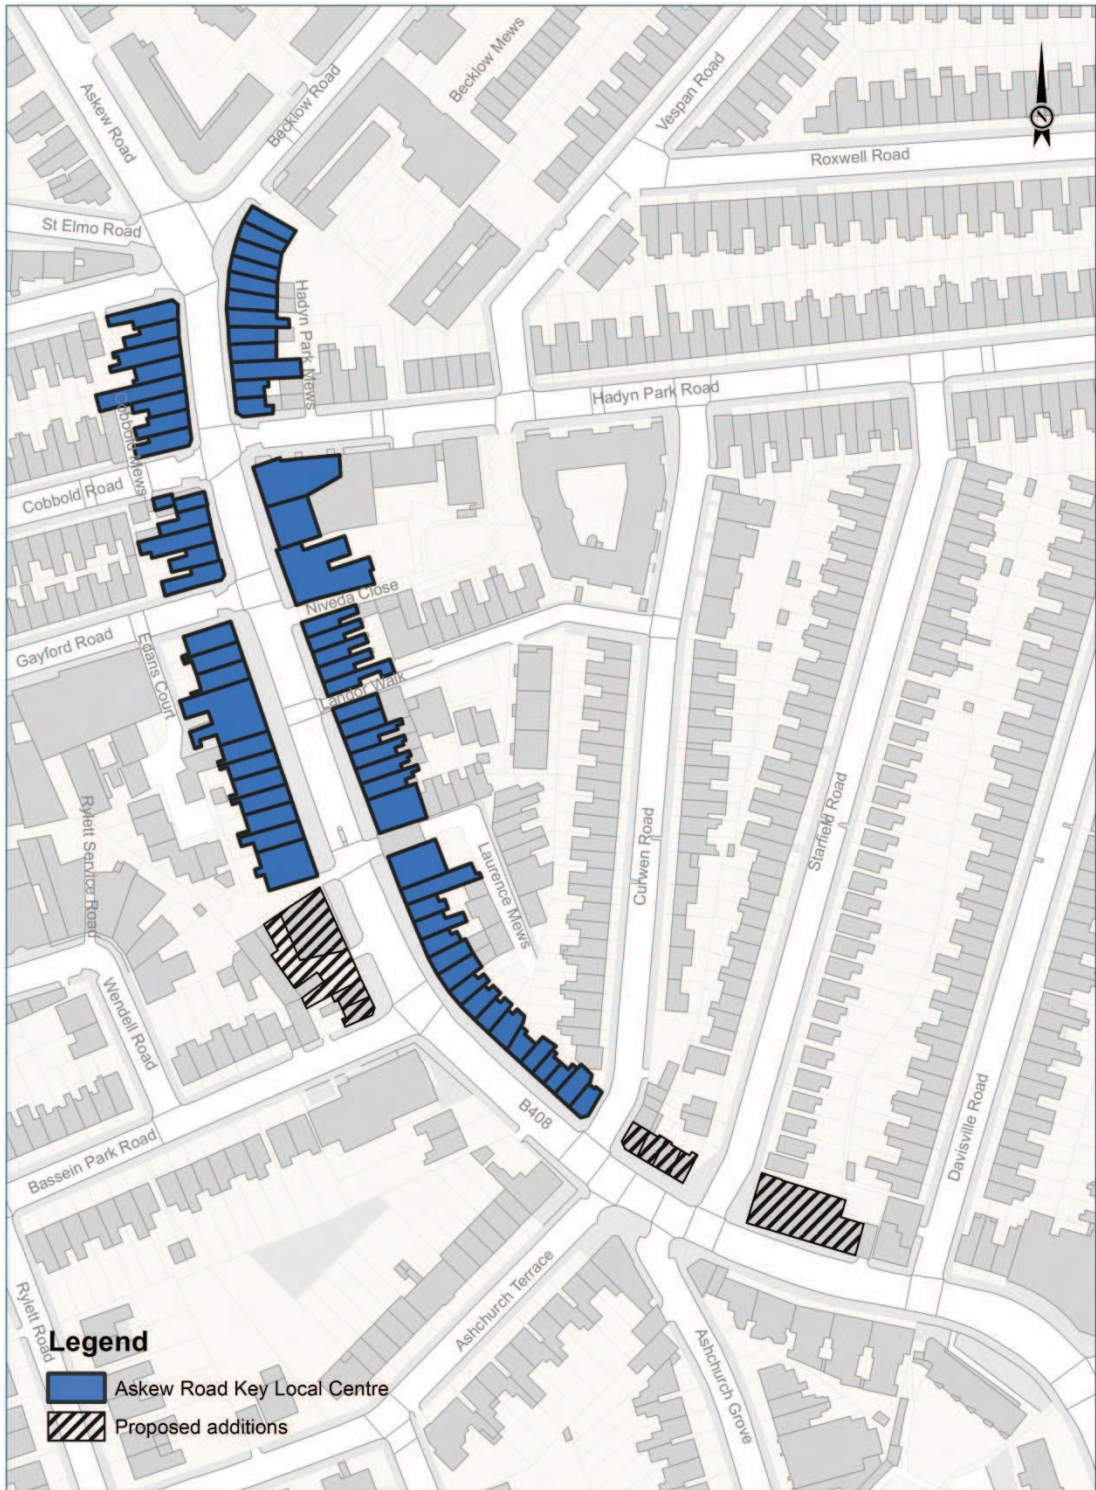 Askew Road
Becklow Road
Becklow Mews
Vespan Road
Roxwell Road
St Elmo Road
Hadyn Park Mews
Hadyn Park Road
Cobbold Mews
Cobbold Road
Niveda Close
Gayford Road
Edans Court
Landor Walk
Rylett Service Road
Laurence Mews
Curwen Road
Starfield Road
Wendell Road
Davisville Road
B408
Bassein Park Road
Rylett Road
Ashchurch Terrace
Ashchurch Grove
Legend
Askew Road Key Local Centre
Proposed additions